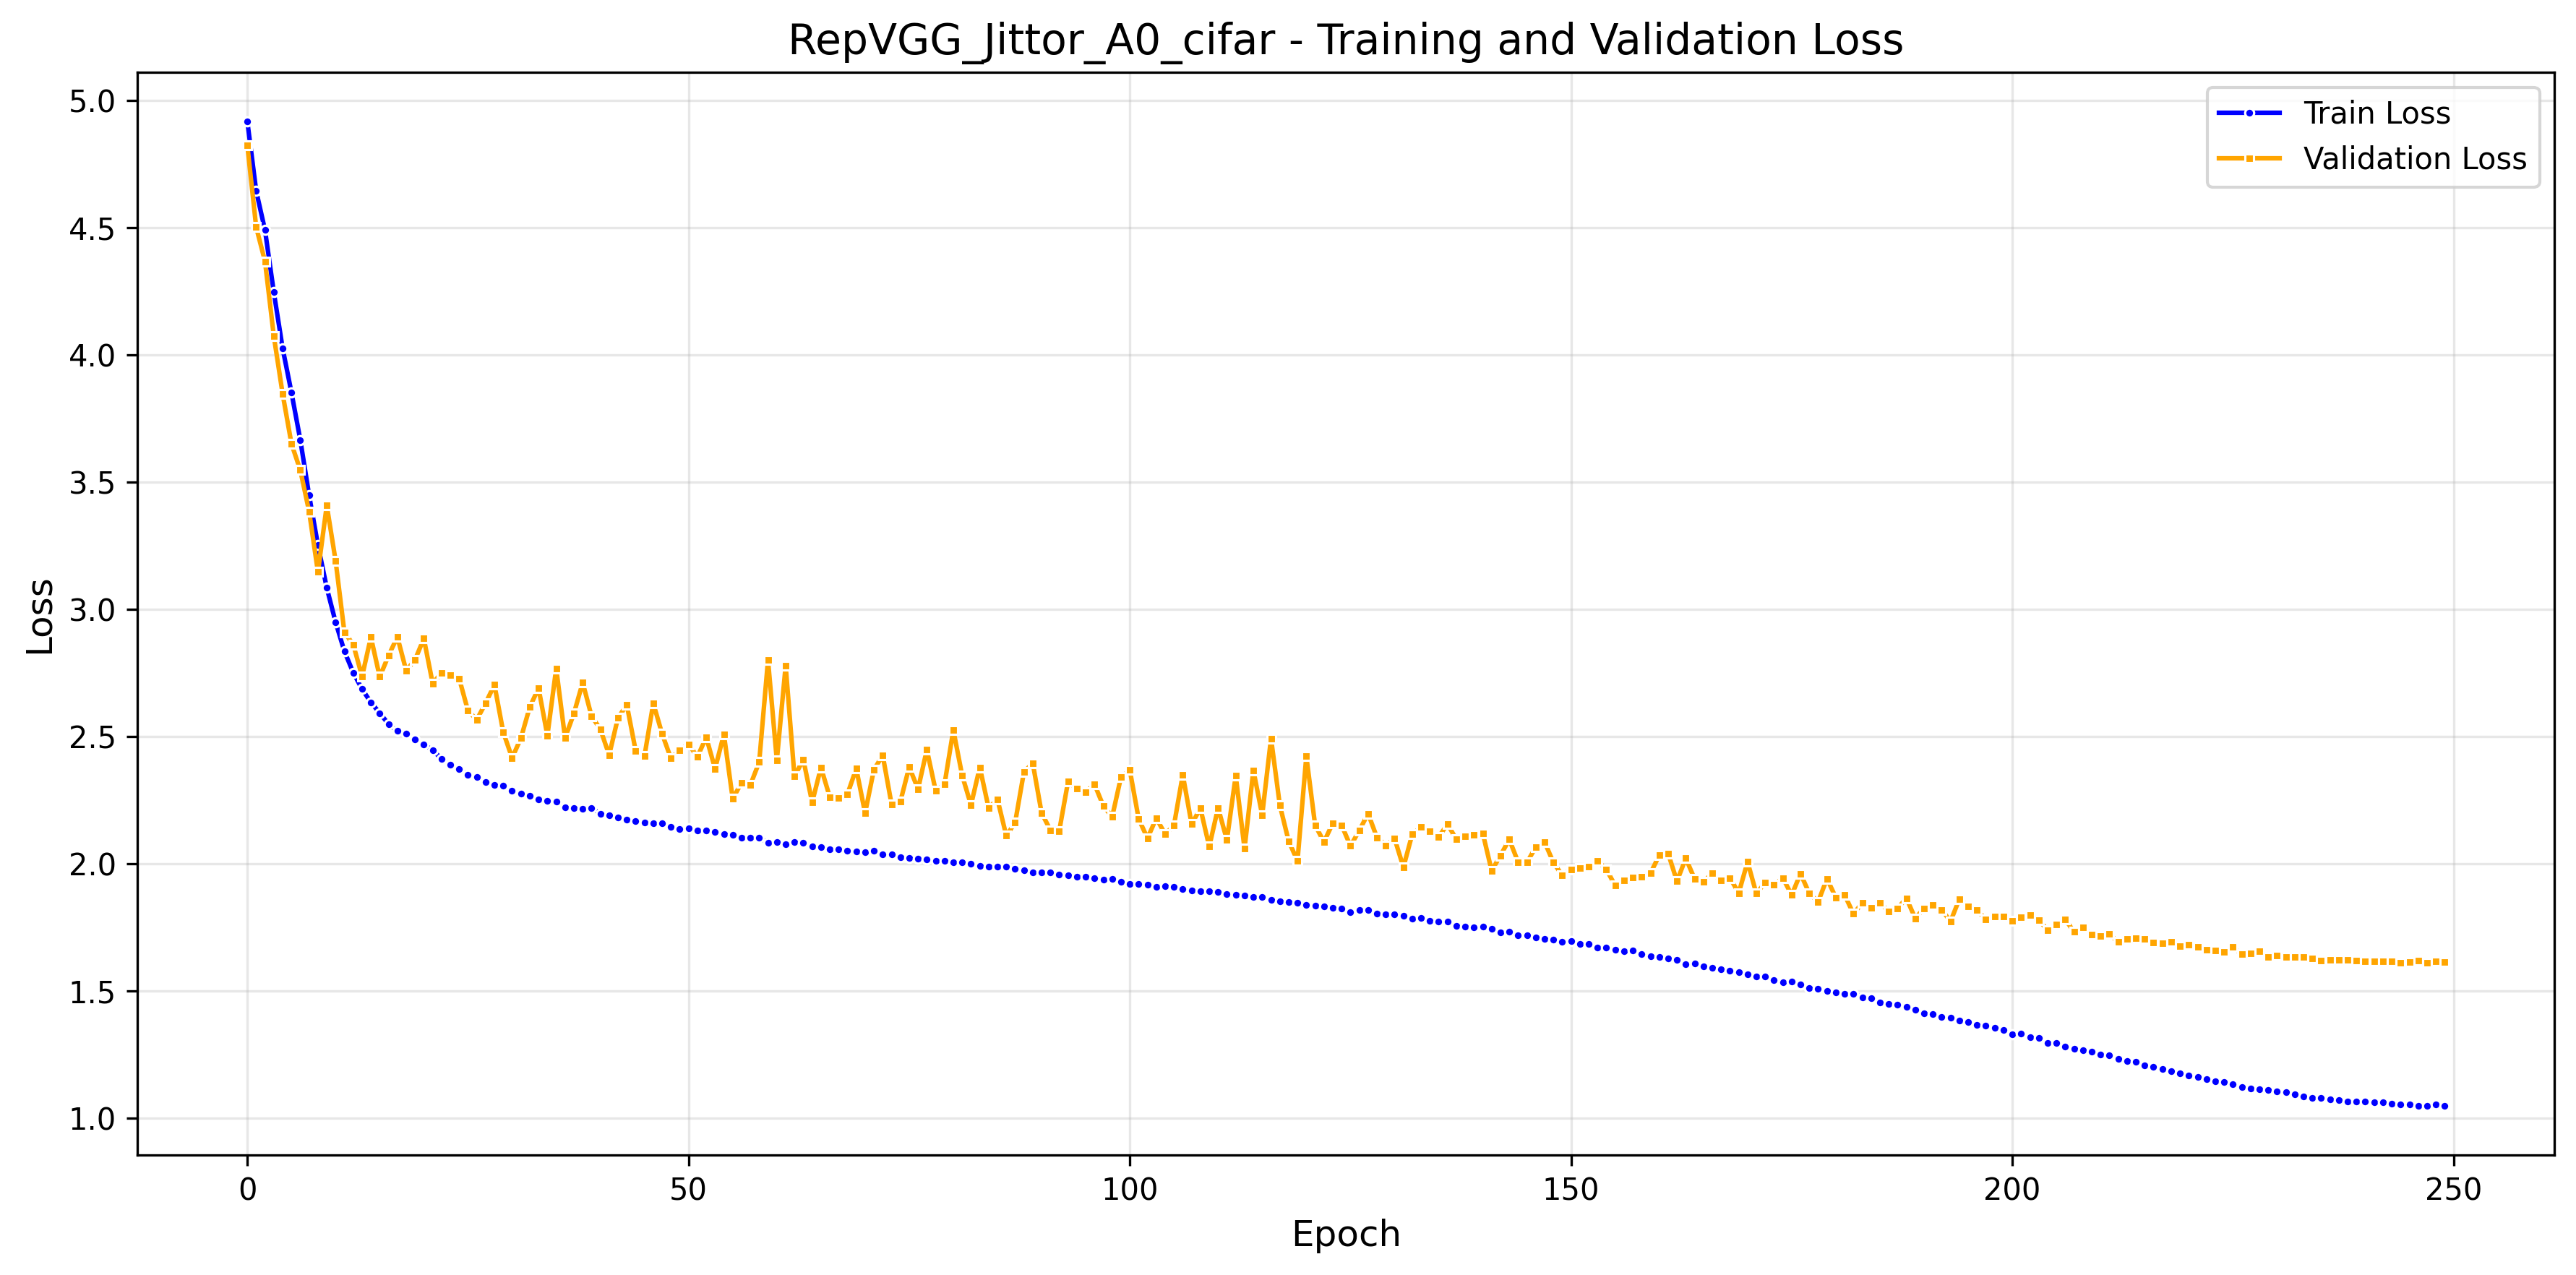 RepVGG_Jittor_A0_cifar - Training and Validation Loss
Train Loss
Validation Loss
Loss
5.0
4.5
4.0
3.5
3.0
2.5
2.0
1.5
1.0
0 50 100 150 200 250
Epoch